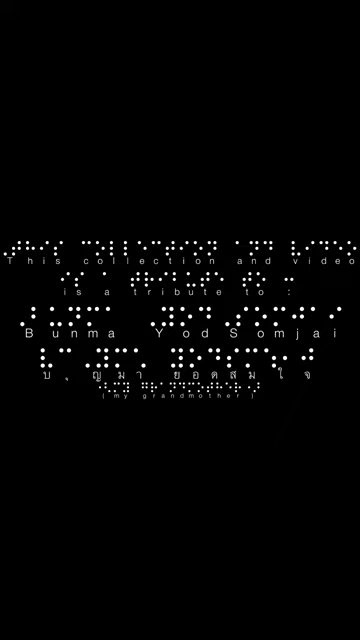 This collection and video
is a tribute to :
Bunma Yod Somjai
บุญมา ยอดสมใจ
( my grandmother )